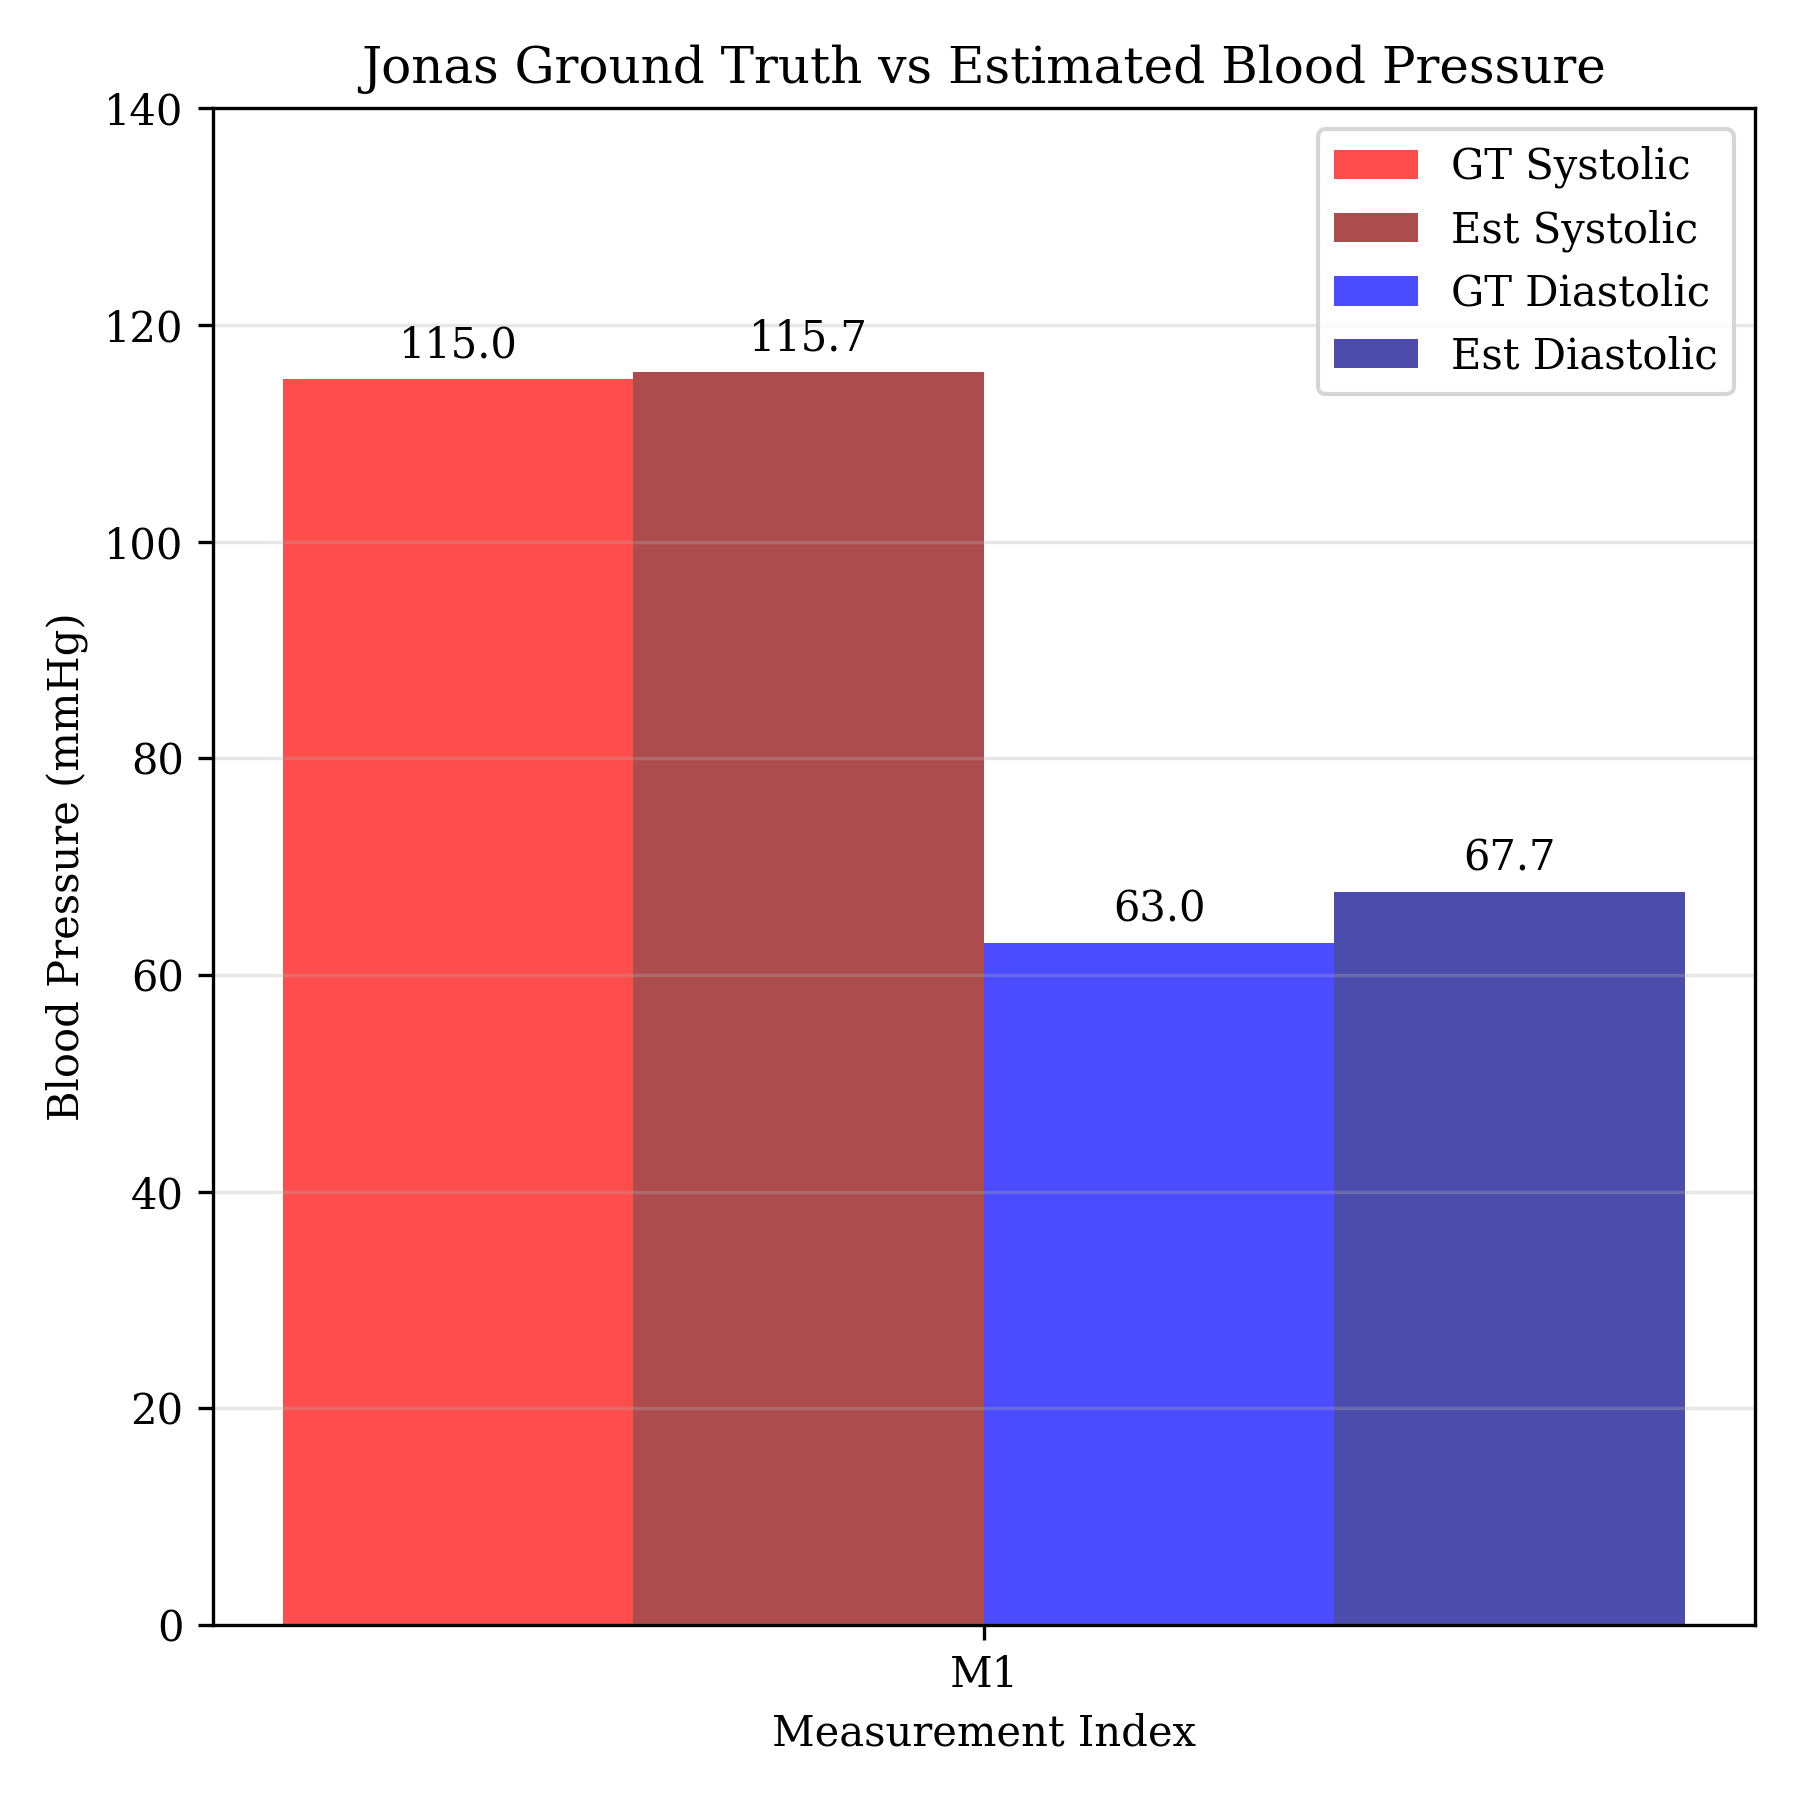 Jonas Ground Truth vs Estimated Blood Pressure
140
120
100
80
60
40
20
0
Blood Pressure (mmHg)
GT Systolic
Est Systolic
GT Diastolic
Est Diastolic
115.0
115.7
63.0
67.7
M1
Measurement Index